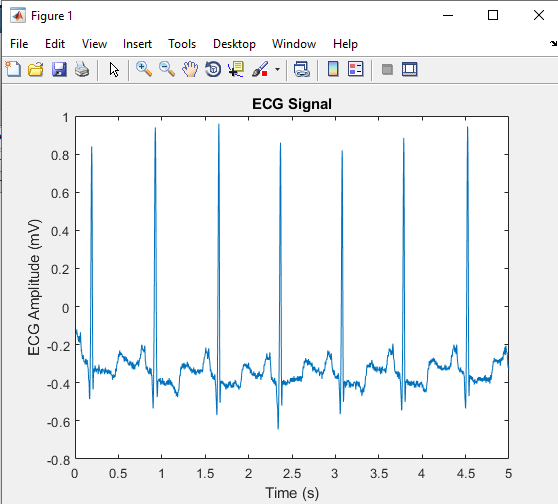 Figure 1
File Edit View Insert Tools Desktop Window Help
ECG Signal
1
0.8
0.6
0.4
0.2
0
-0.2
-0.4
-0.6
-0.8
ECG Amplitude (mV)
0 0.5 1 1.5 2 2.5 3 3.5 4 4.5 5
Time (s)